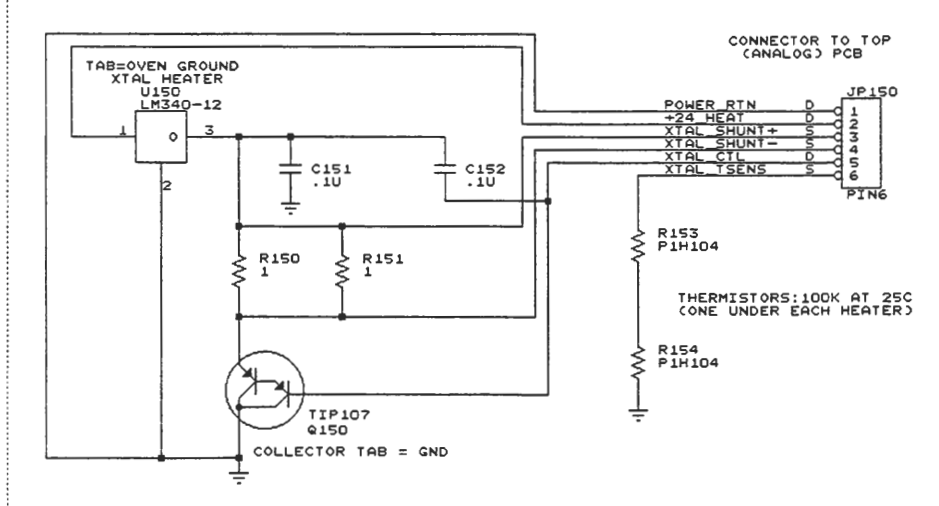 CONNECTOR TO TOP
(ANALOG) PCB
TAB=OVEN GROUND
XTAL HEATER
U150
LM340-12
JP150
POWER_RTN D 1
+24_HEAT D 2
XTAL_SHUNT+ S 3
XTAL_SHUNT- S 4
XTAL_CTL D 5
XTAL_TSENS S 6
PIN6
1
O
3
2
C151
.1U
C152
.1U
R150
1
R151
1
R153
P1H104
THERMISTORS:100K AT 25C
(ONE UNDER EACH HEATER)
R154
P1H104
TIP107
Q150
COLLECTOR TAB = GND